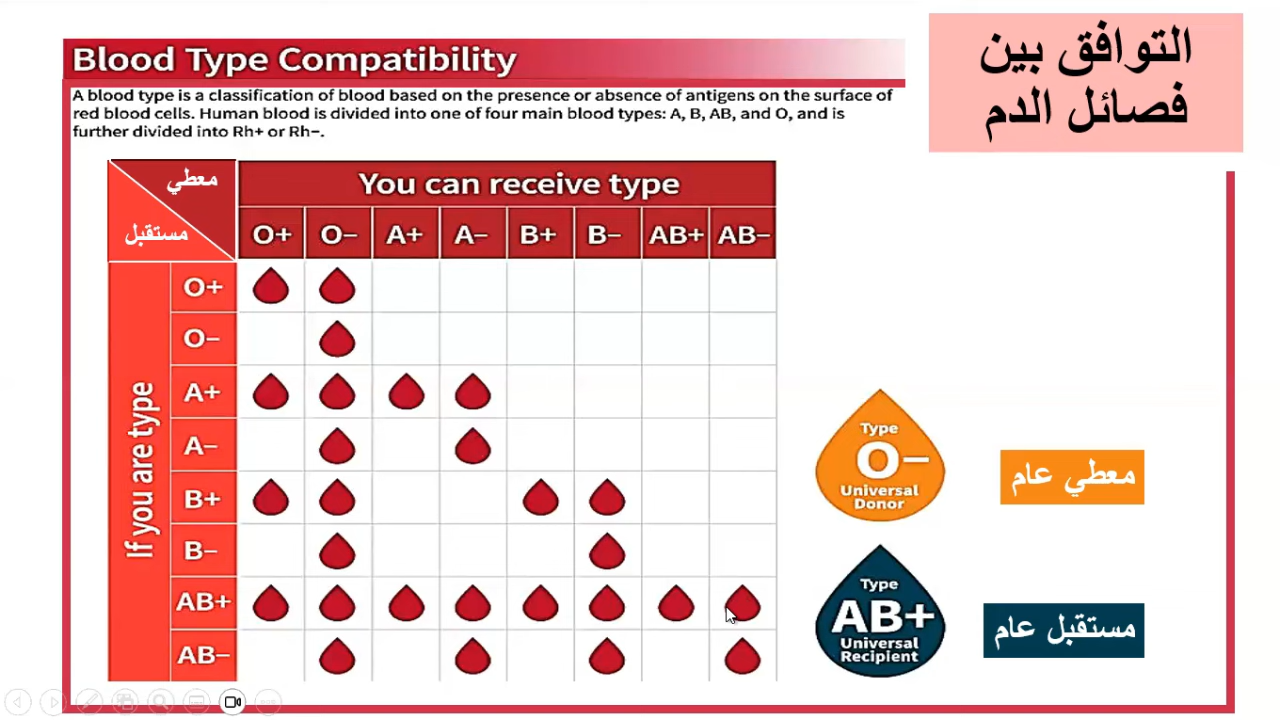 التوافق بين
فصائل الدم
Blood Type Compatibility
A blood type is a classification of blood based on the presence or absence of antigens on the surface of
red blood cells. Human blood is divided into one of four main blood types: A, B, AB, and O, and is
further divided into Rh+ or Rh−.
معطي
مستقبل
You can receive type
O+ O− A+ A− B+ B− AB+ AB−
If you are type
O+
O−
A+
A−
B+
B−
AB+
AB−
Type
O−
Universal
Donor
معطي عام
Type
AB+
Universal
Recipient
مستقبل عام